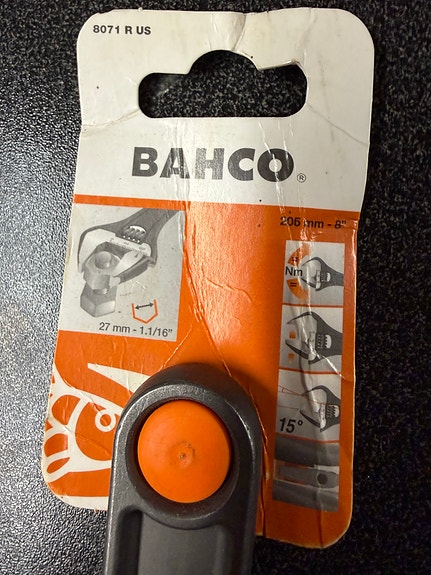 8071 R US
BAHCO®
206 mm - 8"
27 mm - 1.1/16"
Nm
15°